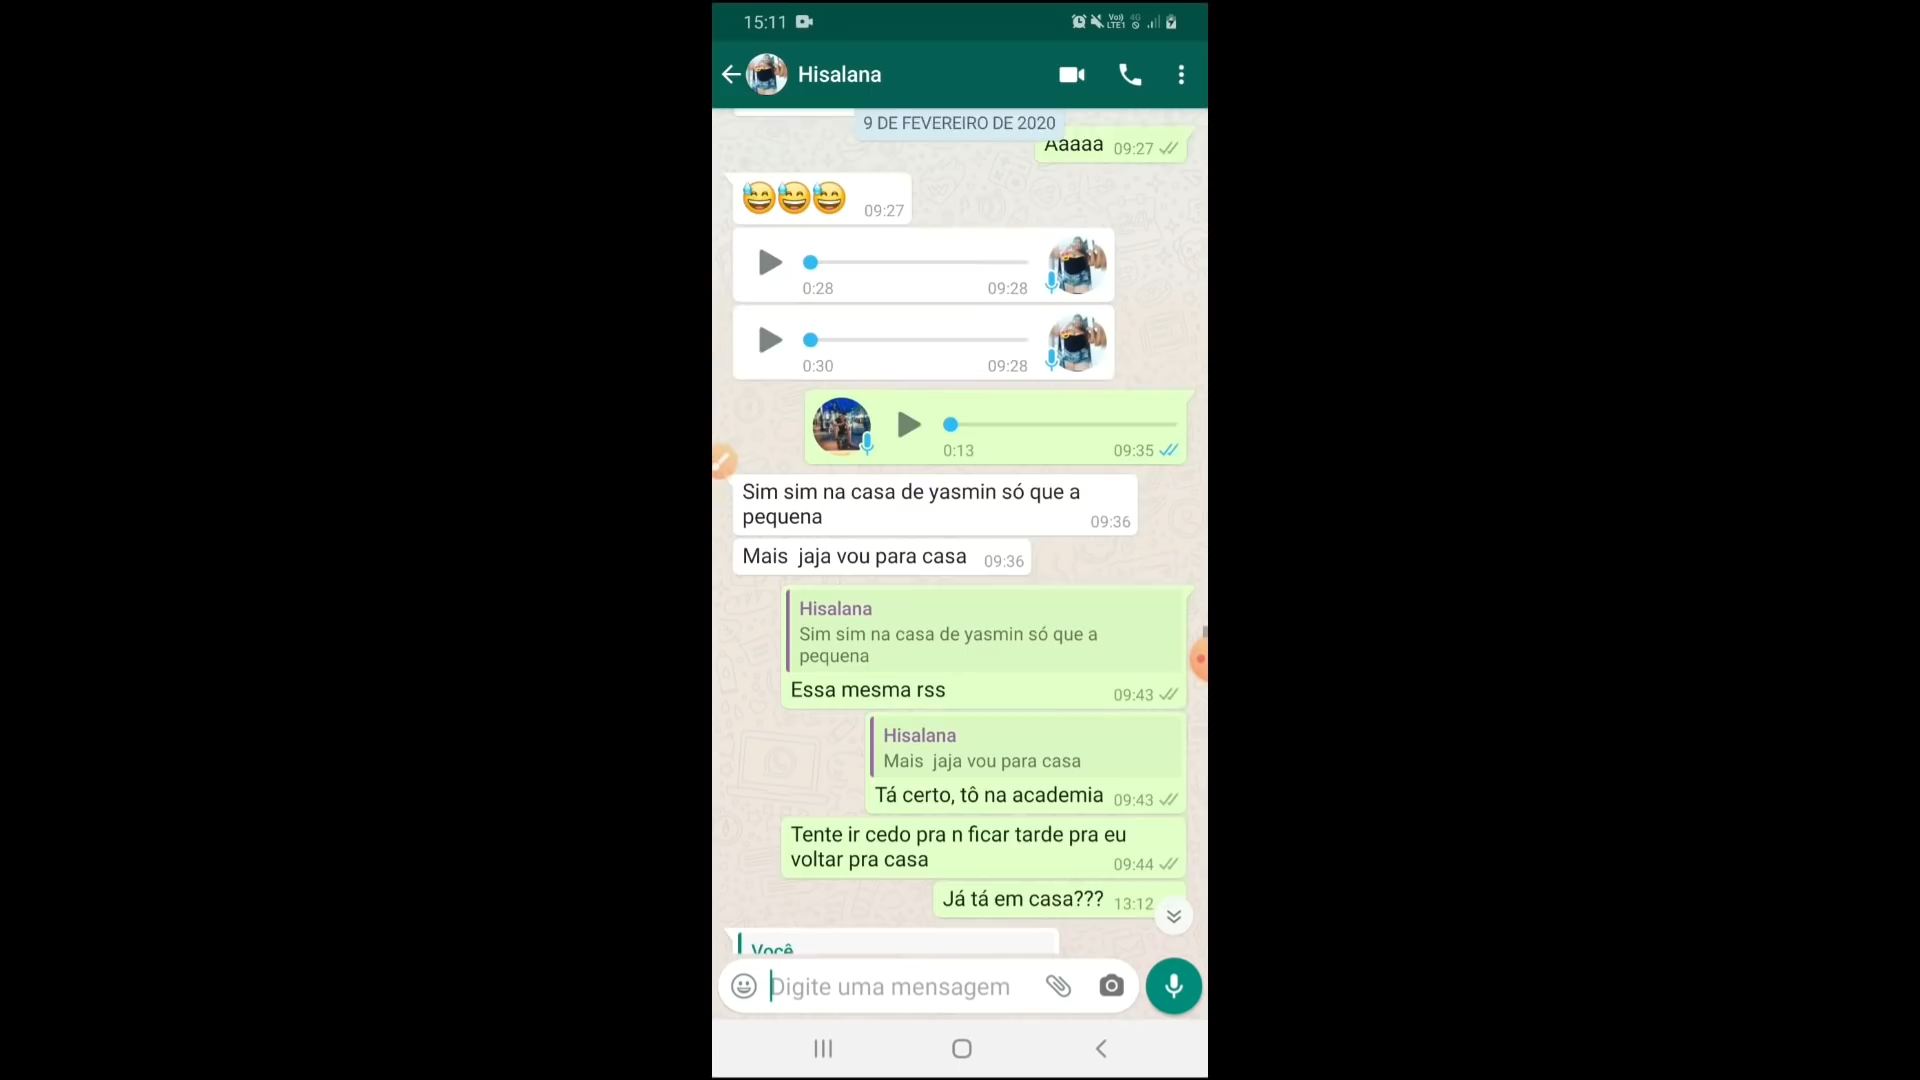 15:11
Vo))
LTE1
4G
Hisalana
9 DE FEVEREIRO DE 2020
Aaaaa 09:27
09:27
0:28 09:28
0:30 09:28
0:13 09:35
Sim sim na casa de yasmin só que a
pequena 09:36
Mais jaja vou para casa 09:36
Hisalana
Sim sim na casa de yasmin só que a
pequena
Essa mesma rss 09:43
Hisalana
Mais jaja vou para casa
Tá certo, tô na academia 09:43
Tente ir cedo pra n ficar tarde pra eu
voltar pra casa 09:44
Já tá em casa??? 13:12
Você
Digite uma mensagem